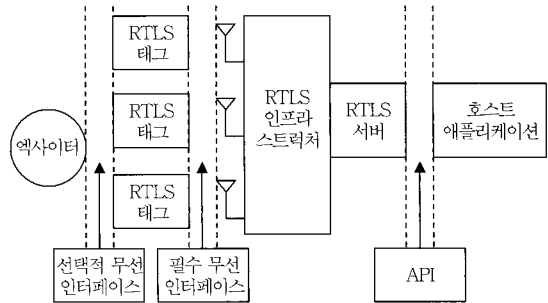 RTLS
태그
RTLS
태그
RTLS
태그
엑사이터
RTLS
인프라
스트럭처
RTLS
서버
호스트
애플리케이션
선택적 무선
인터페이스
필수 무선
인터페이스
API